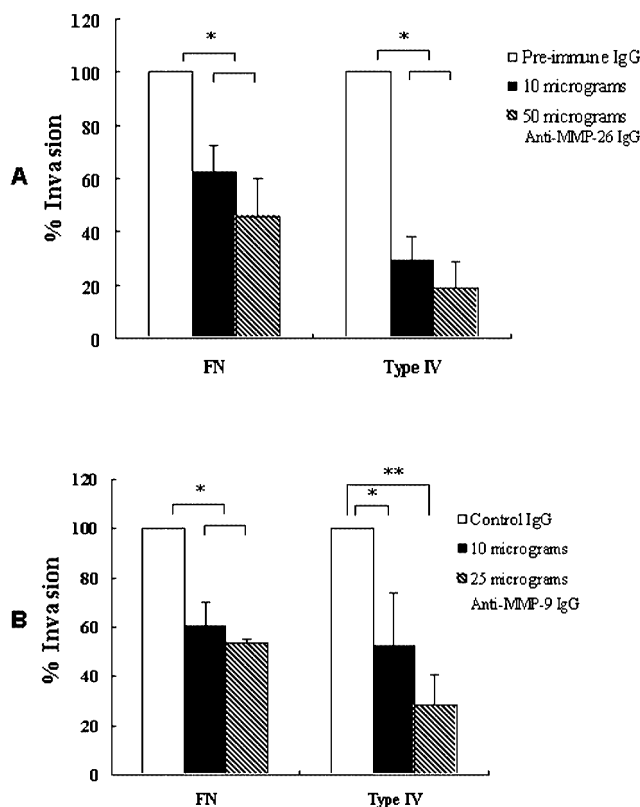 A
% Invasion
120
100
80
60
40
20
0
*
*
FN
Type IV
Pre-immune IgG
10 micrograms
50 micrograms
Anti-MMP-26 IgG
B
% Invasion
120
100
80
60
40
20
0
*
**
*
FN
Type IV
Control IgG
10 micrograms
25 micrograms
Anti-MMP-9 IgG